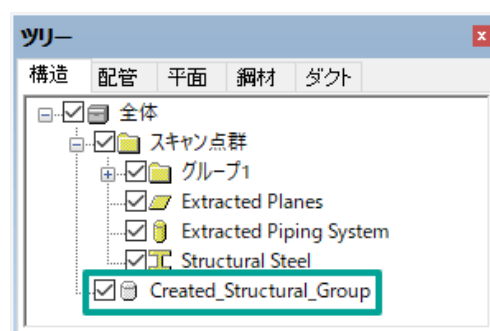 ツリー
構造 配管 平面 鋼材 ダクト
全体
スキャン点群
グループ1
Extracted Planes
Extracted Piping System
Structural Steel
Created_Structural_Group